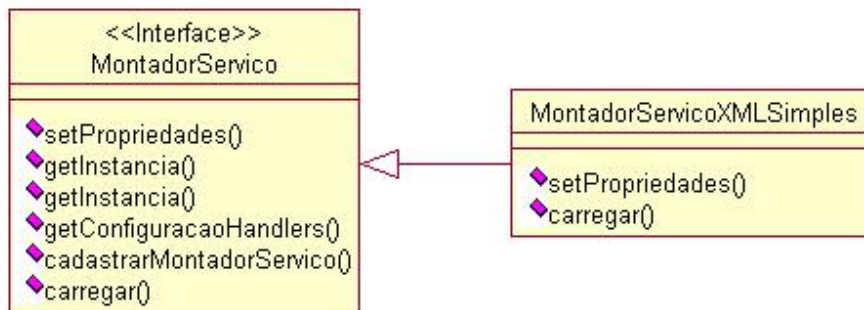 <<Interface>>
MontadorServico
setPropriedades()
getInstancia()
getInstancia()
getConfiguracaoHandlers()
cadastrarMontadorServico()
carregar()
MontadorServicoXMLSimples
setPropriedades()
carregar()